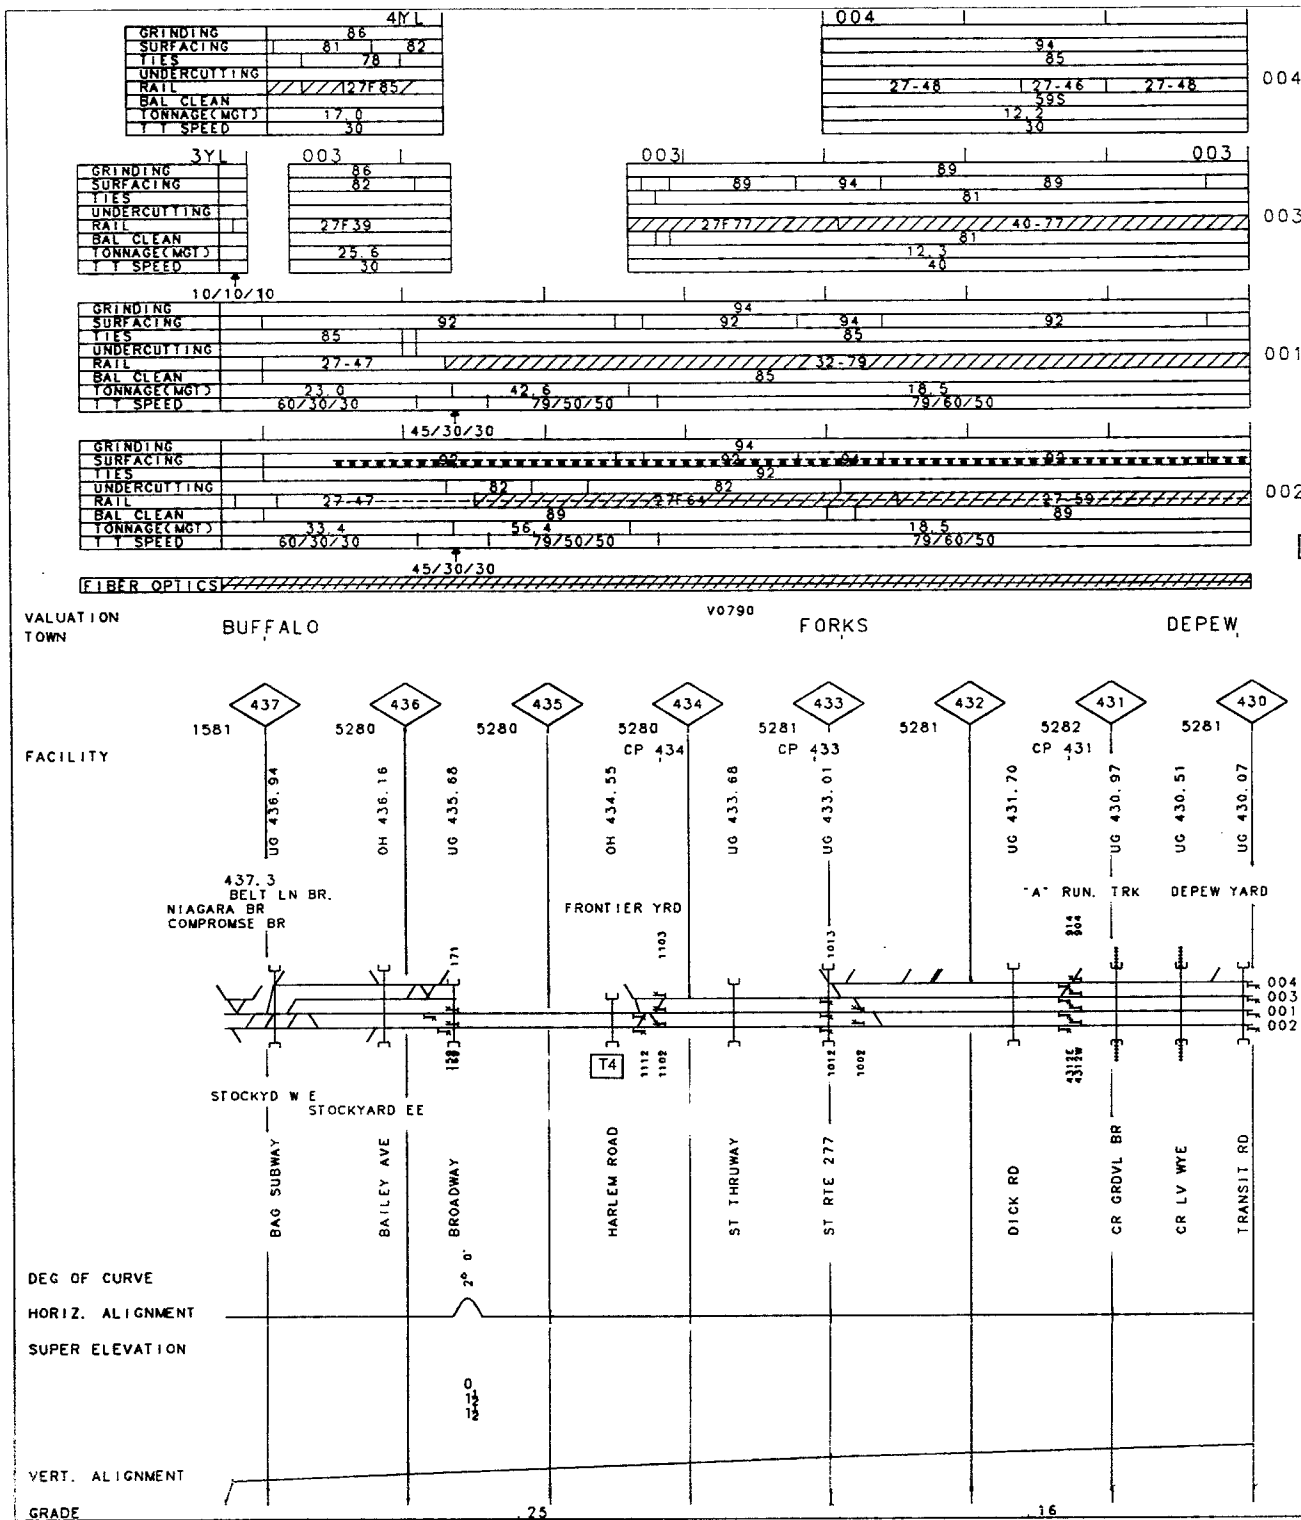 4YL 004
GRINDING 86
SURFACING 81 82 94
TIES 78 85
UNDERCUTTING
RAIL 27F85 27-48 27-46 27-48 004
BAL CLEAN 59S
TONNAGE(MGT) 17.0 12.2
T T SPEED 30 30
3YL 003 003 003
GRINDING 86 89
SURFACING 82 89 94 89
TIES 81
UNDERCUTTING
RAIL 27F39 27F77 40-77 003
BAL CLEAN 81
TONNAGE(MGT) 25.6 12.3
T T SPEED 30 40
10/10/10
GRINDING 94
SURFACING 92 92 94 92
TIES 85 85
UNDERCUTTING
RAIL 27-47 32-79 001
BAL CLEAN 85
TONNAGE(MGT) 23.0 42.6 18.5
T T SPEED 60/30/30 79/50/50 79/60/50
45/30/30
GRINDING 94
SURFACING 92 92 94 92
TIES 92
UNDERCUTTING 82 82
RAIL 27-47 27F64 27-59 002
BAL CLEAN 89 89
TONNAGE(MGT) 33.4 56.4 18.5
T T SPEED 60/30/30 79/50/50 79/60/50
45/30/30
FIBER OPTICS
VALUATION V0790
TOWN BUFFALO FORKS DEPEW
437 436 435 434 433 432 431 430
1581 5280 5280 5280 5281 5281 5282 5281
FACILITY CP 434 CP 433 CP 431
UG 436.94 OH 436.16 UG 435.68 OH 434.55 UG 433.68 UG 433.01 UG 431.70 UG 430.97 UG 430.51 UG 430.07
437.3
BELT LN BR.
NIAGARA BR
COMPROMSE BR
FRONTIER YRD
"A" RUN. TRK DEPEW YARD
171 1103 1013 914 904
004
003
001
002
T4
1112 1102 1012 1002 4312E 4312W
STOCKYD W E
STOCKYARD EE
BAG SUBWAY BAILEY AVE BROADWAY HARLEM ROAD ST THRUWAY ST RTE 277 DICK RD CR GRDVL BR CR LV WYE TRANSIT RD
DEG OF CURVE 2° 0'
HORIZ. ALIGNMENT
SUPER ELEVATION
0
1½
1½
VERT. ALIGNMENT
GRADE .25 .16